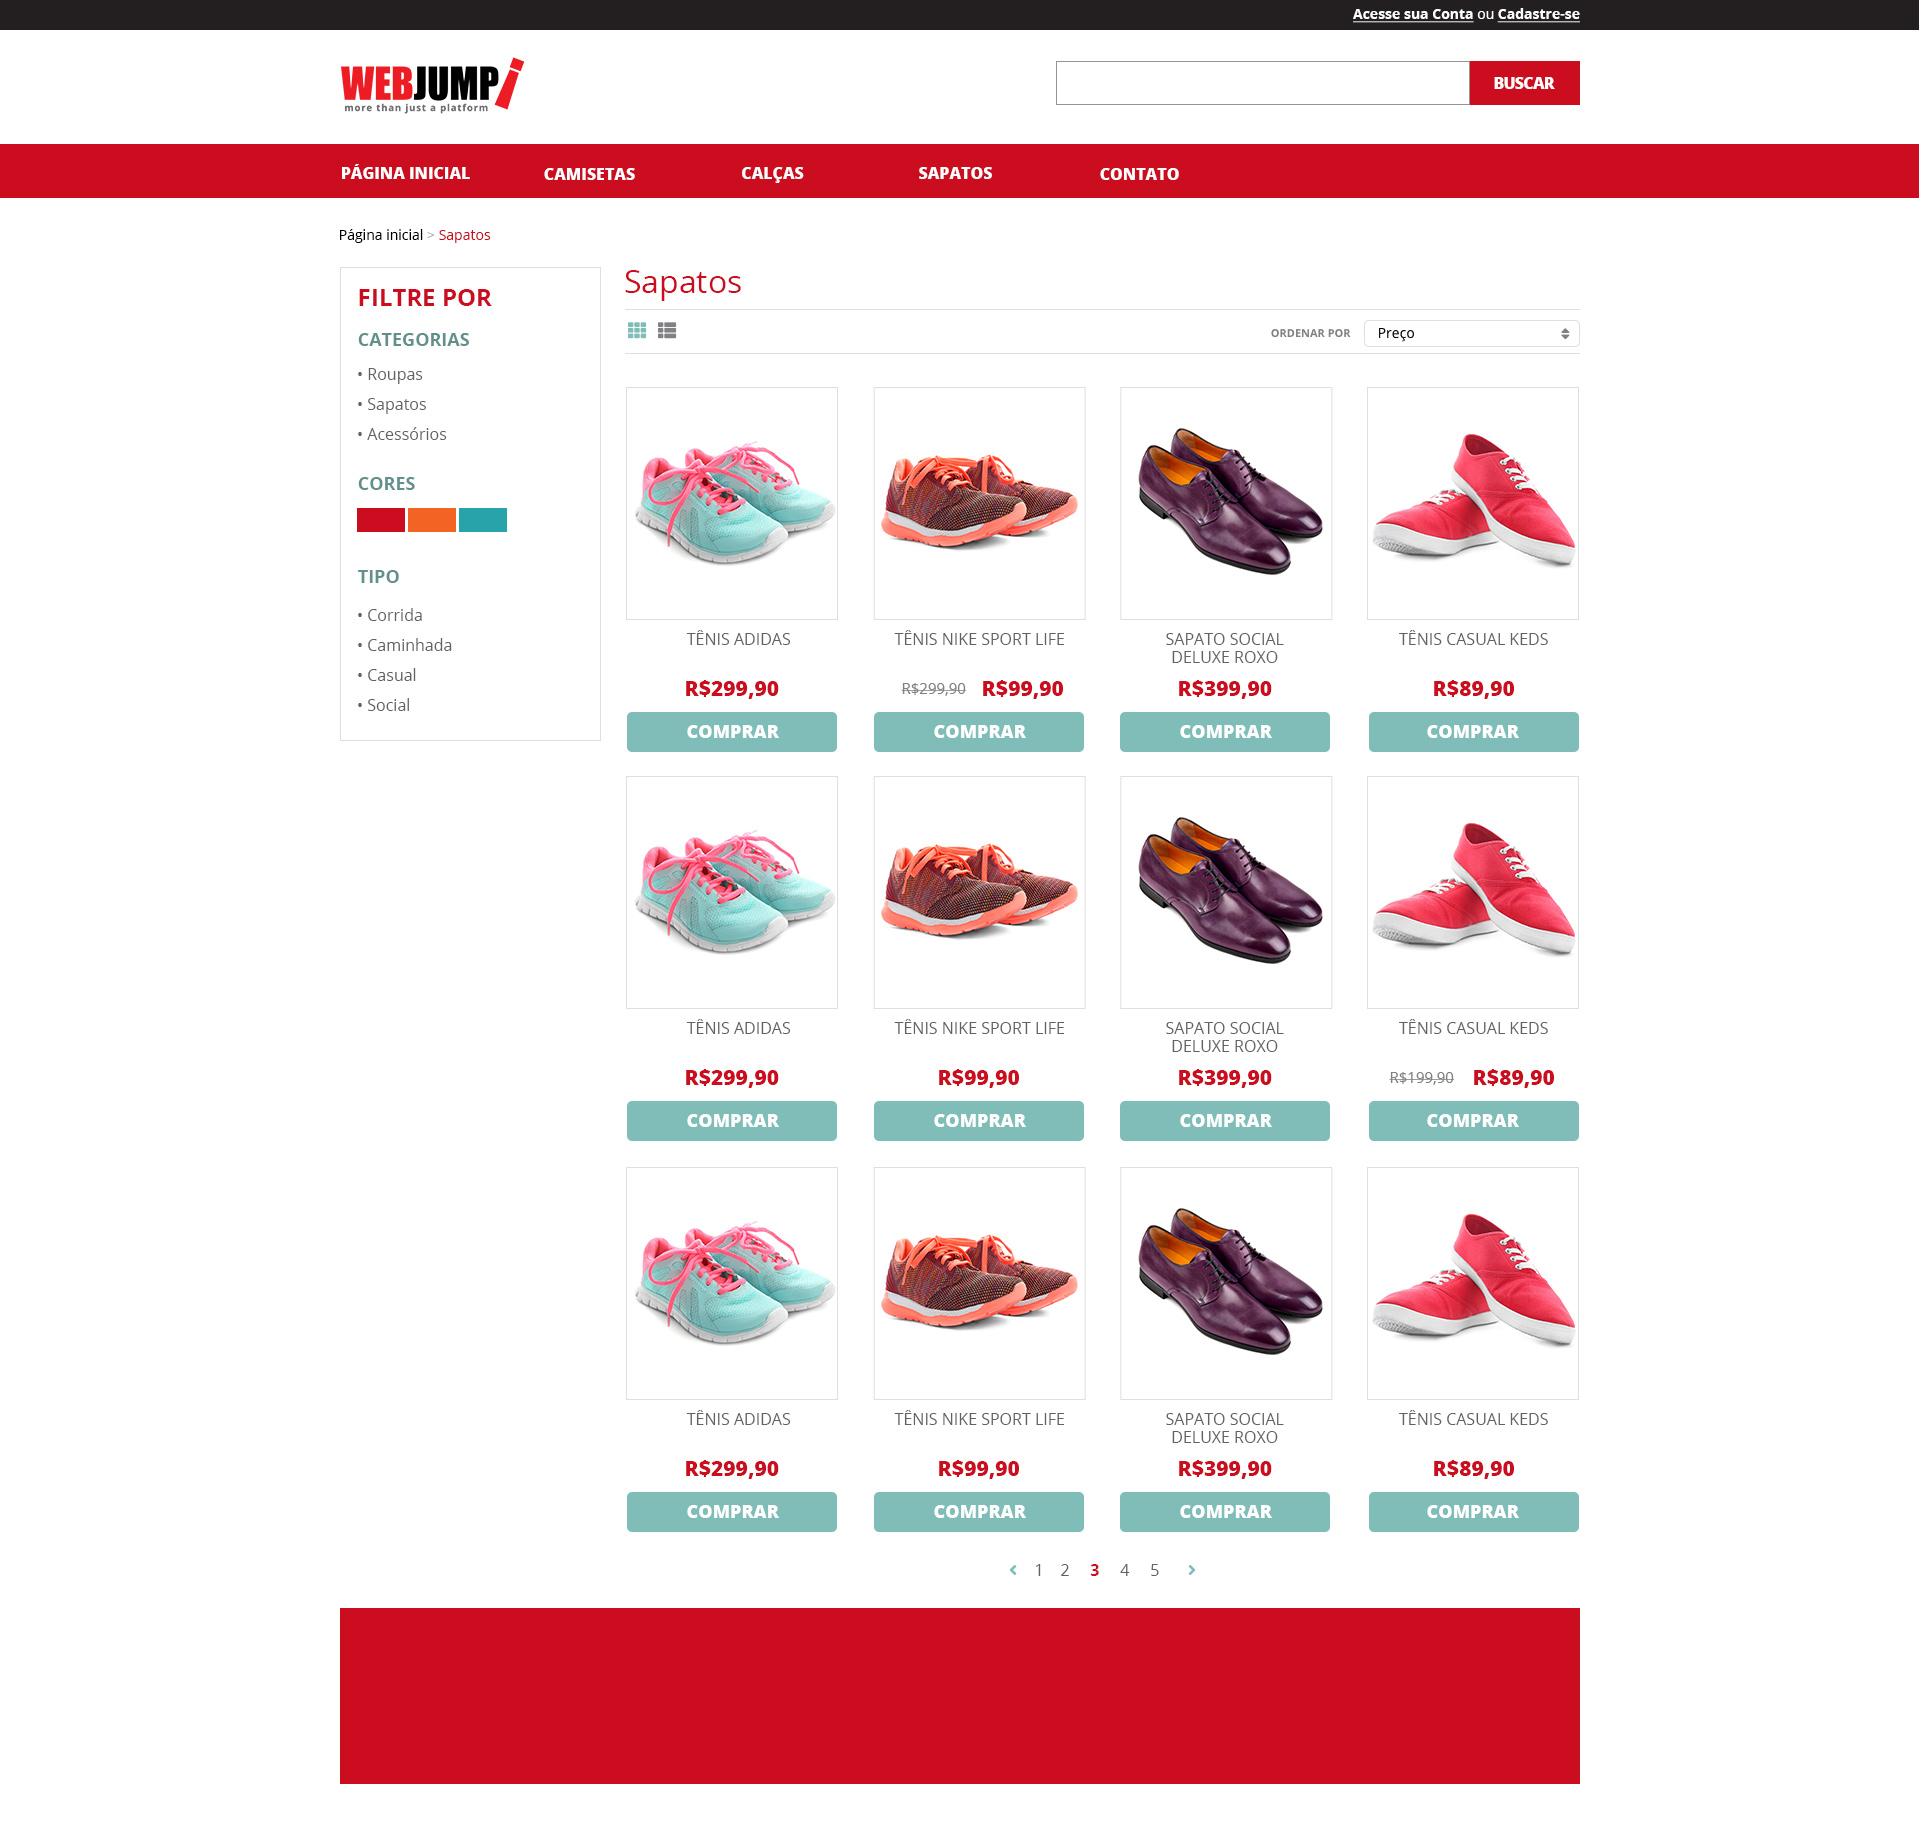 Acesse sua Conta ou Cadastre-se
WEBJUMP!
more than just a platform
BUSCAR
PÁGINA INICIAL CAMISETAS CALÇAS SAPATOS CONTATO
Página inicial > Sapatos
FILTRE POR
CATEGORIAS
• Roupas
• Sapatos
• Acessórios
CORES
TIPO
• Corrida
• Caminhada
• Casual
• Social
Sapatos
ORDENAR POR Preço
TÊNIS ADIDAS
R$299,90
COMPRAR
TÊNIS NIKE SPORT LIFE
R$299,90 R$99,90
COMPRAR
SAPATO SOCIAL
DELUXE ROXO
R$399,90
COMPRAR
TÊNIS CASUAL KEDS
R$89,90
COMPRAR
TÊNIS ADIDAS
R$299,90
COMPRAR
TÊNIS NIKE SPORT LIFE
R$99,90
COMPRAR
SAPATO SOCIAL
DELUXE ROXO
R$399,90
COMPRAR
TÊNIS CASUAL KEDS
R$199,90 R$89,90
COMPRAR
TÊNIS ADIDAS
R$299,90
COMPRAR
TÊNIS NIKE SPORT LIFE
R$99,90
COMPRAR
SAPATO SOCIAL
DELUXE ROXO
R$399,90
COMPRAR
TÊNIS CASUAL KEDS
R$89,90
COMPRAR
1 2 3 4 5